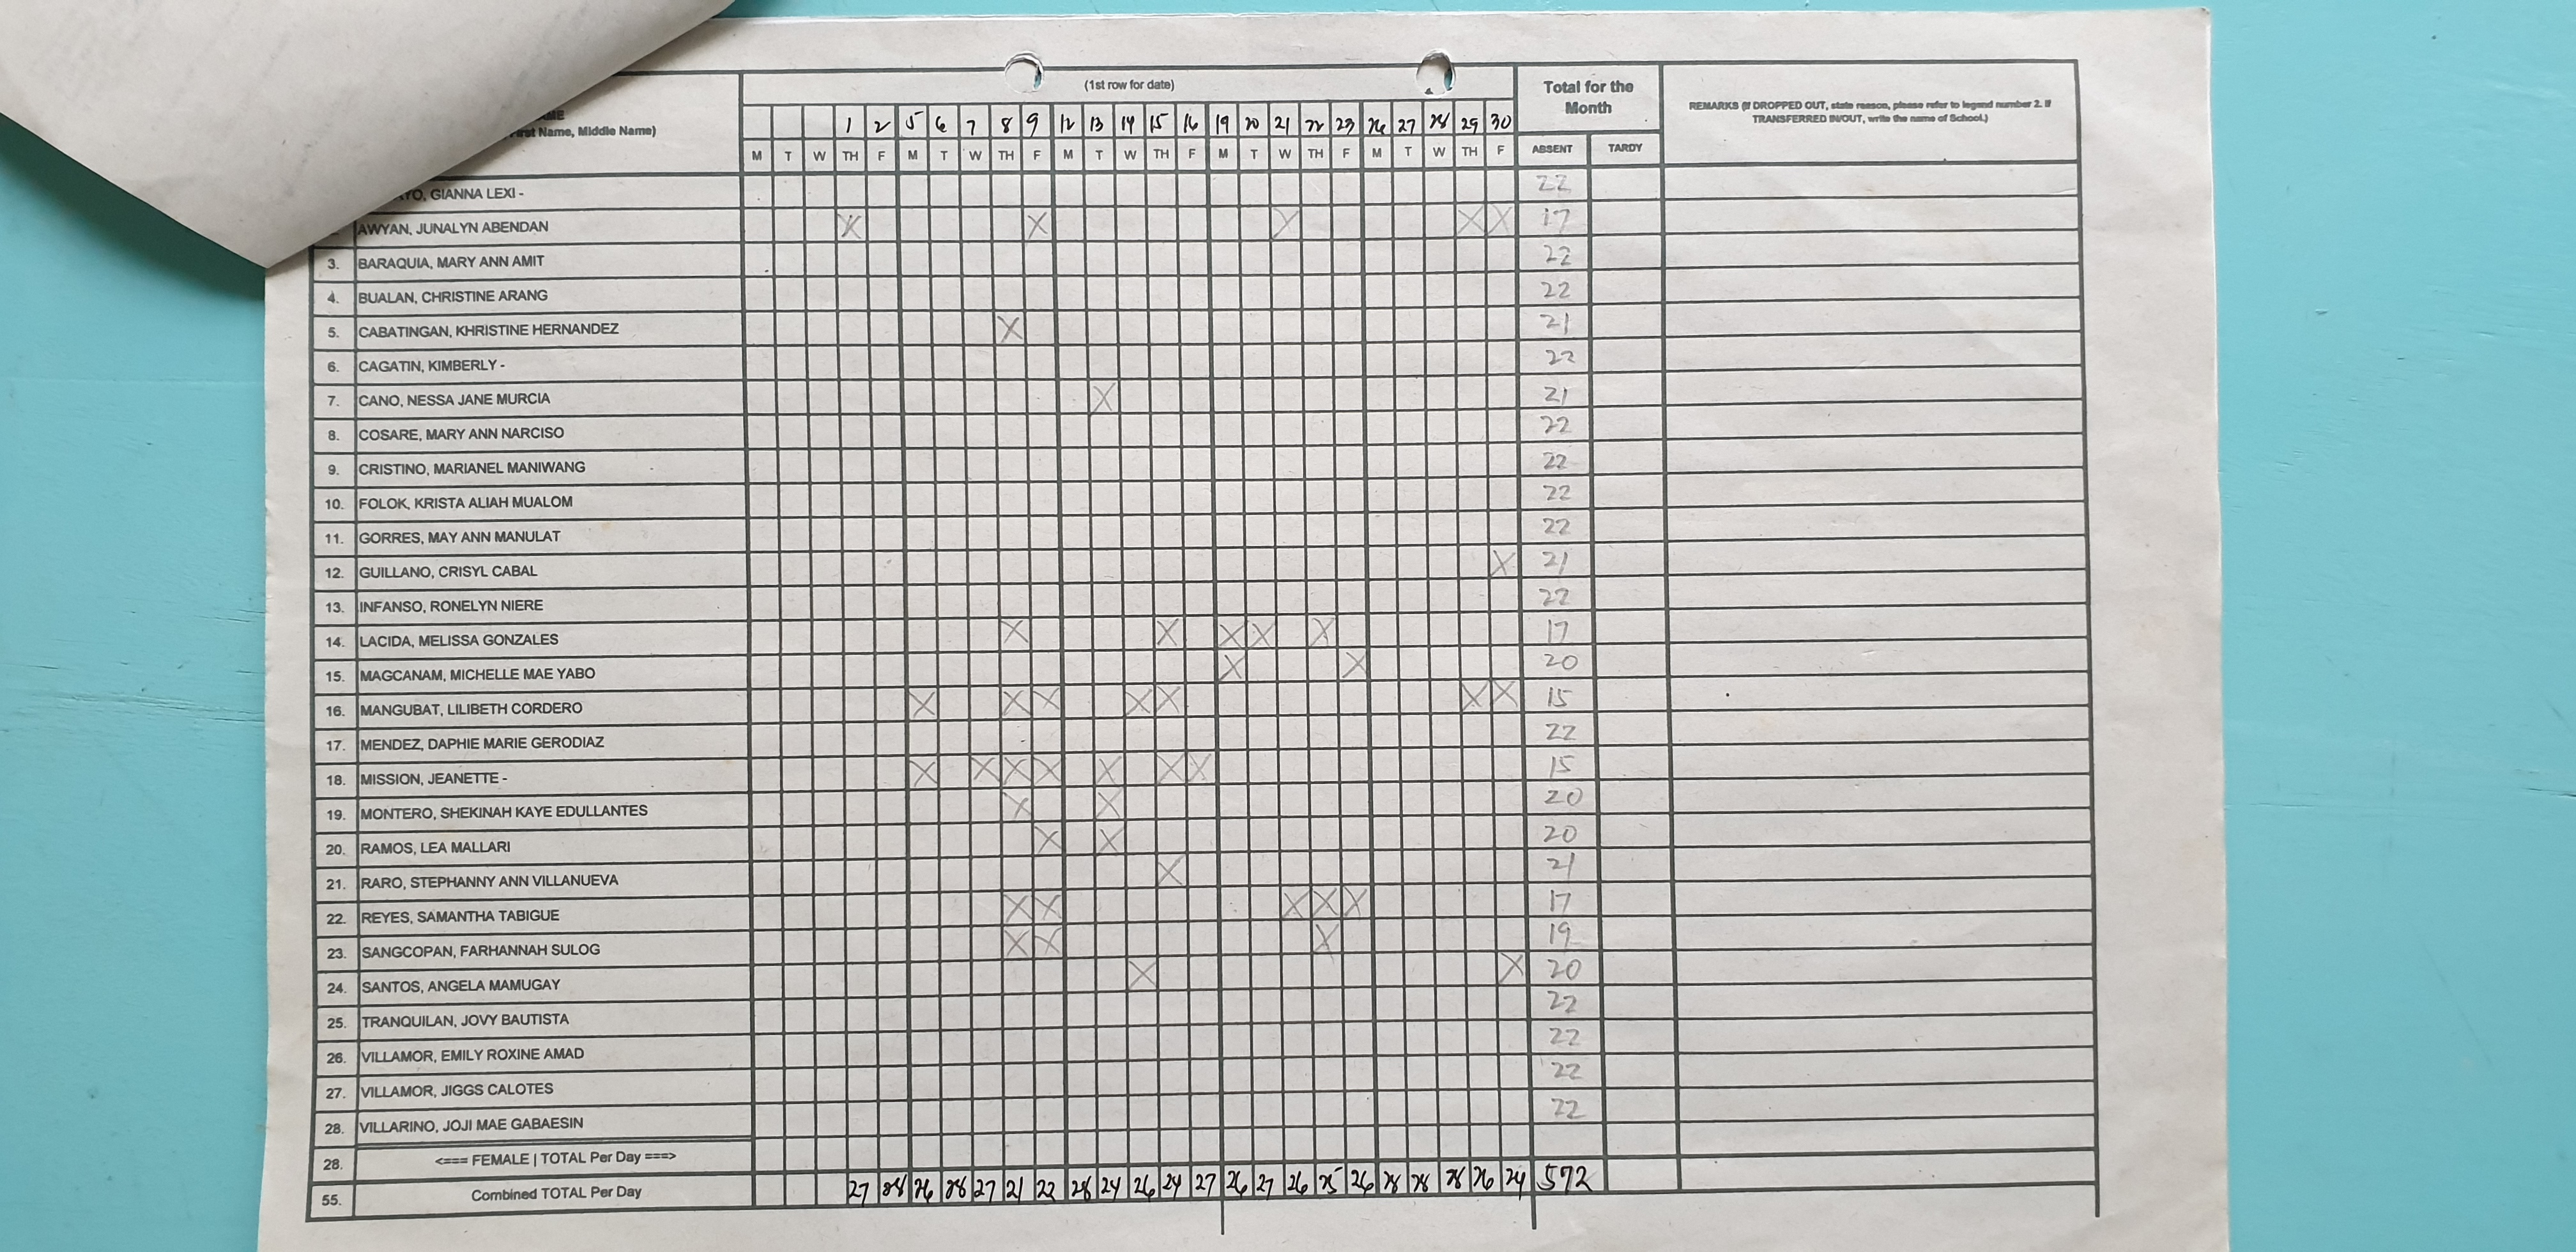 (1st row for date)
Total for the Month
REMARKS (If DROPPED OUT, state reason, please refer to legend number 2. If TRANSFERRED IN/OUT, write the name of School.)
Name, Middle Name)
1 2 5 6 7 8 9 12 13 14 15 16 19 20 21 22 23 26 27 28 29 30
M T W TH F M T W TH F M T W TH F M T W TH F M T W TH F ABSENT TARDY
GIANNA LEXI - 22
AWYAN, JUNALYN ABENDAN X X X X X 17
3. BARAQUIA, MARY ANN AMIT 22
4. BUALAN, CHRISTINE ARANG 22
5. CABATINGAN, KHRISTINE HERNANDEZ X 21
6. CAGATIN, KIMBERLY - 22
7. CANO, NESSA JANE MURCIA X 21
8. COSARE, MARY ANN NARCISO 22
9. CRISTINO, MARIANEL MANIWANG 22
10. FOLOK, KRISTA ALIAH MUALOM 22
11. GORRES, MAY ANN MANULAT 22
12. GUILLANO, CRISYL CABAL X 21
13. INFANSO, RONELYN NIERE 22
14. LACIDA, MELISSA GONZALES X X X X X 17
15. MAGCANAM, MICHELLE MAE YABO X X 20
16. MANGUBAT, LILIBETH CORDERO X X X X X X X 15
17. MENDEZ, DAPHIE MARIE GERODIAZ 22
18. MISSION, JEANETTE - X X X X X X X 15
19. MONTERO, SHEKINAH KAYE EDULLANTES X X 20
20. RAMOS, LEA MALLARI X X 20
21. RARO, STEPHANNY ANN VILLANUEVA X 21
22. REYES, SAMANTHA TABIGUE X X X X X 17
23. SANGCOPAN, FARHANNAH SULOG X X X 19
24. SANTOS, ANGELA MAMUGAY X X 20
25. TRANQUILAN, JOVY BAUTISTA 22
26. VILLAMOR, EMILY ROXINE AMAD 22
27. VILLAMOR, JIGGS CALOTES 22
28. VILLARINO, JOJI MAE GABAESIN 22
28. <=== FEMALE | TOTAL Per Day ===>
55. Combined TOTAL Per Day 27 28 26 28 27 21 22 28 24 26 24 27 26 27 26 25 26 28 28 28 26 24 572